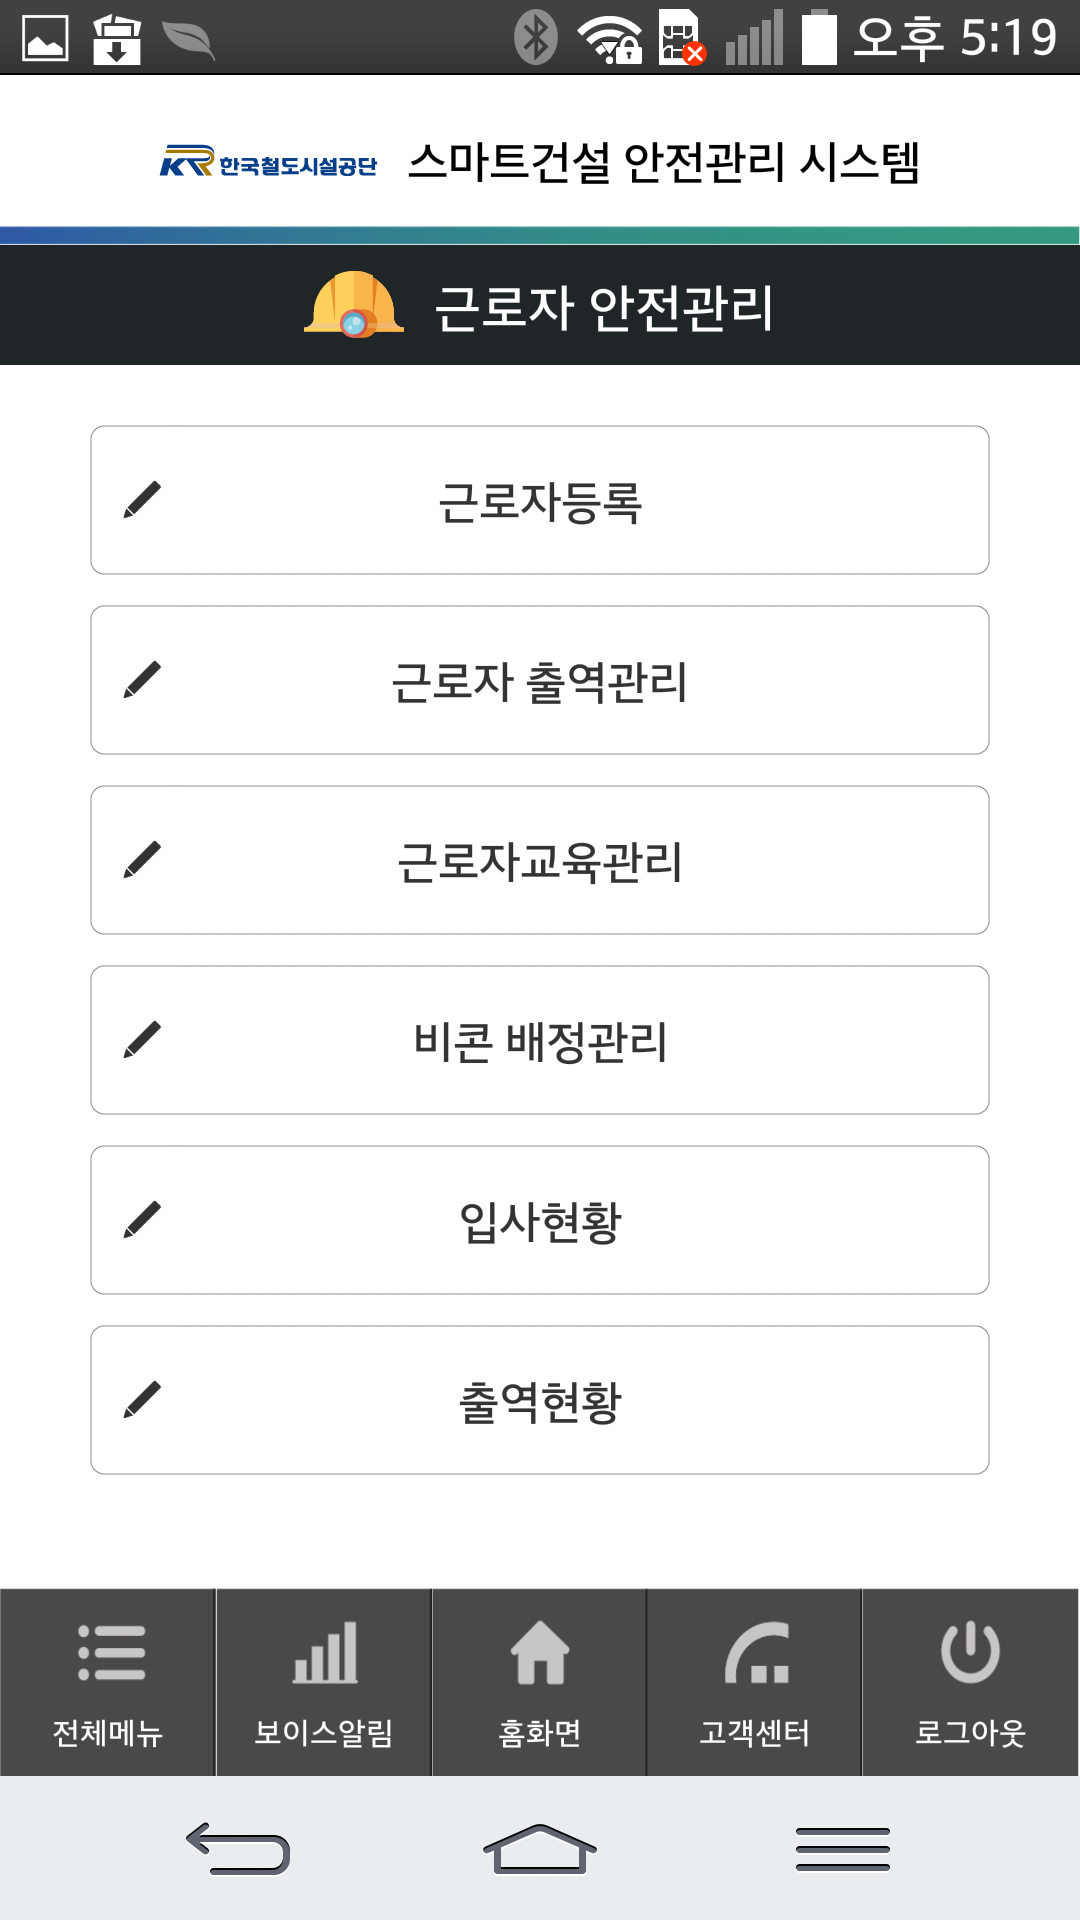 오후 5:19
KR 한국철도시설공단 스마트건설 안전관리 시스템
근로자 안전관리
근로자등록
근로자 출역관리
근로자교육관리
비콘 배정관리
입사현황
출역현황
전체메뉴 보이스알림 홈화면 고객센터 로그아웃